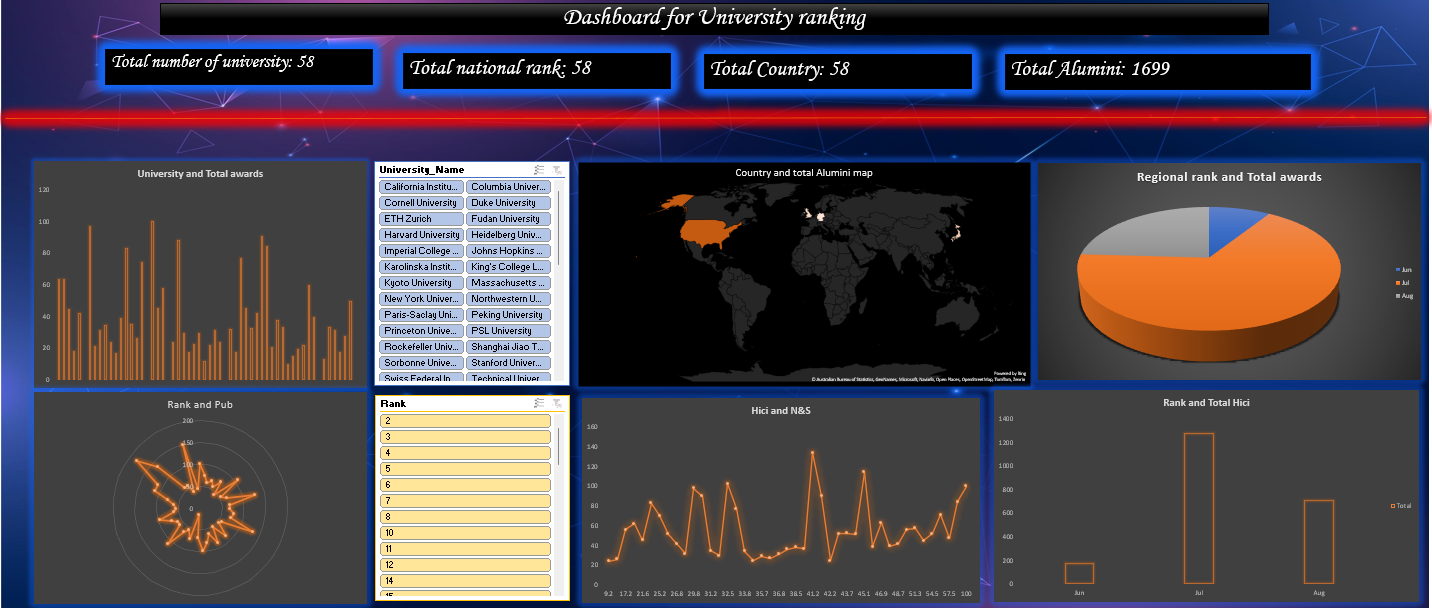 Dashboard for University ranking
Total number of university: 58
Total national rank: 58
Total Country: 58
Total Alumini: 1699
University and Total awards
120
100
80
60
40
20
0
University_Name
California Institu... Columbia Univer...
Cornell University Duke University
ETH Zurich Fudan University
Harvard University Heidelberg Univ...
Imperial College ... Johns Hopkins ...
Karolinska Instit... King's College L...
Kyoto University Massachusetts ...
New York Univer... Northwestern U...
Paris-Saclay Uni... Peking University
Princeton Unive... PSL University
Rockefeller Univ... Shanghai Jiao T...
Sorbonne Unive... Stanford Univer...
Swiss Federal In... Technical Univer...
Country and total Alumini map
Powered by Bing
© Australian Bureau of Statistics, GeoNames, Microsoft, Navinfo, Open Places, OpenStreetMap, TomTom, Zenrin
Regional rank and Total awards
Jun
Jul
Aug
Rank and Pub
200
150
100
50
0
Rank
2
3
4
5
6
7
8
10
11
12
14
15
Hici and N&S
160
140
120
100
80
60
40
20
0
9.2 17.2 21.6 25.2 26.8 29.8 31.2 32.5 33.8 35.7 36.8 38.5 41.2 42.8 45.1 46.9 48.7 51.3 54.5 57.5 100
Rank and Total Hici
1400
1200
1000
800
600
400
200
0
Jun Jul Aug
Total